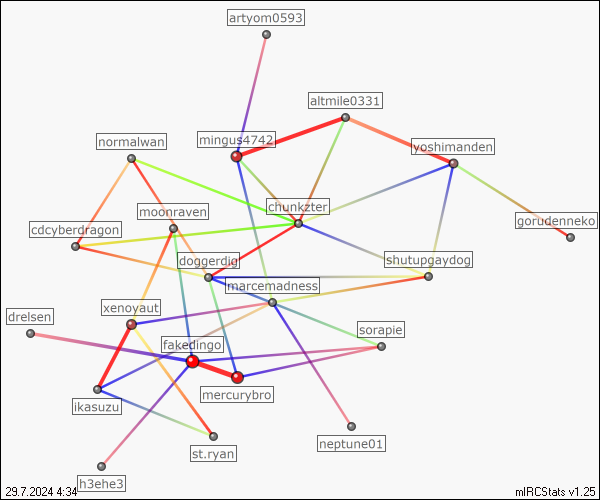 artyom0593
altmile0331
normalwan
mingus4742
yoshimanden
moonraven
chunkzter
gorudenneko
cdcyberdragon
doggerdig
shutupgaydog
marcemadness
xenoyaut
drelsen
sorapie
fakedingo
mercurybro
ikasuzu
neptune01
st.ryan
h3ehe3
29.7.2024 4:34
mIRCStats v1.25